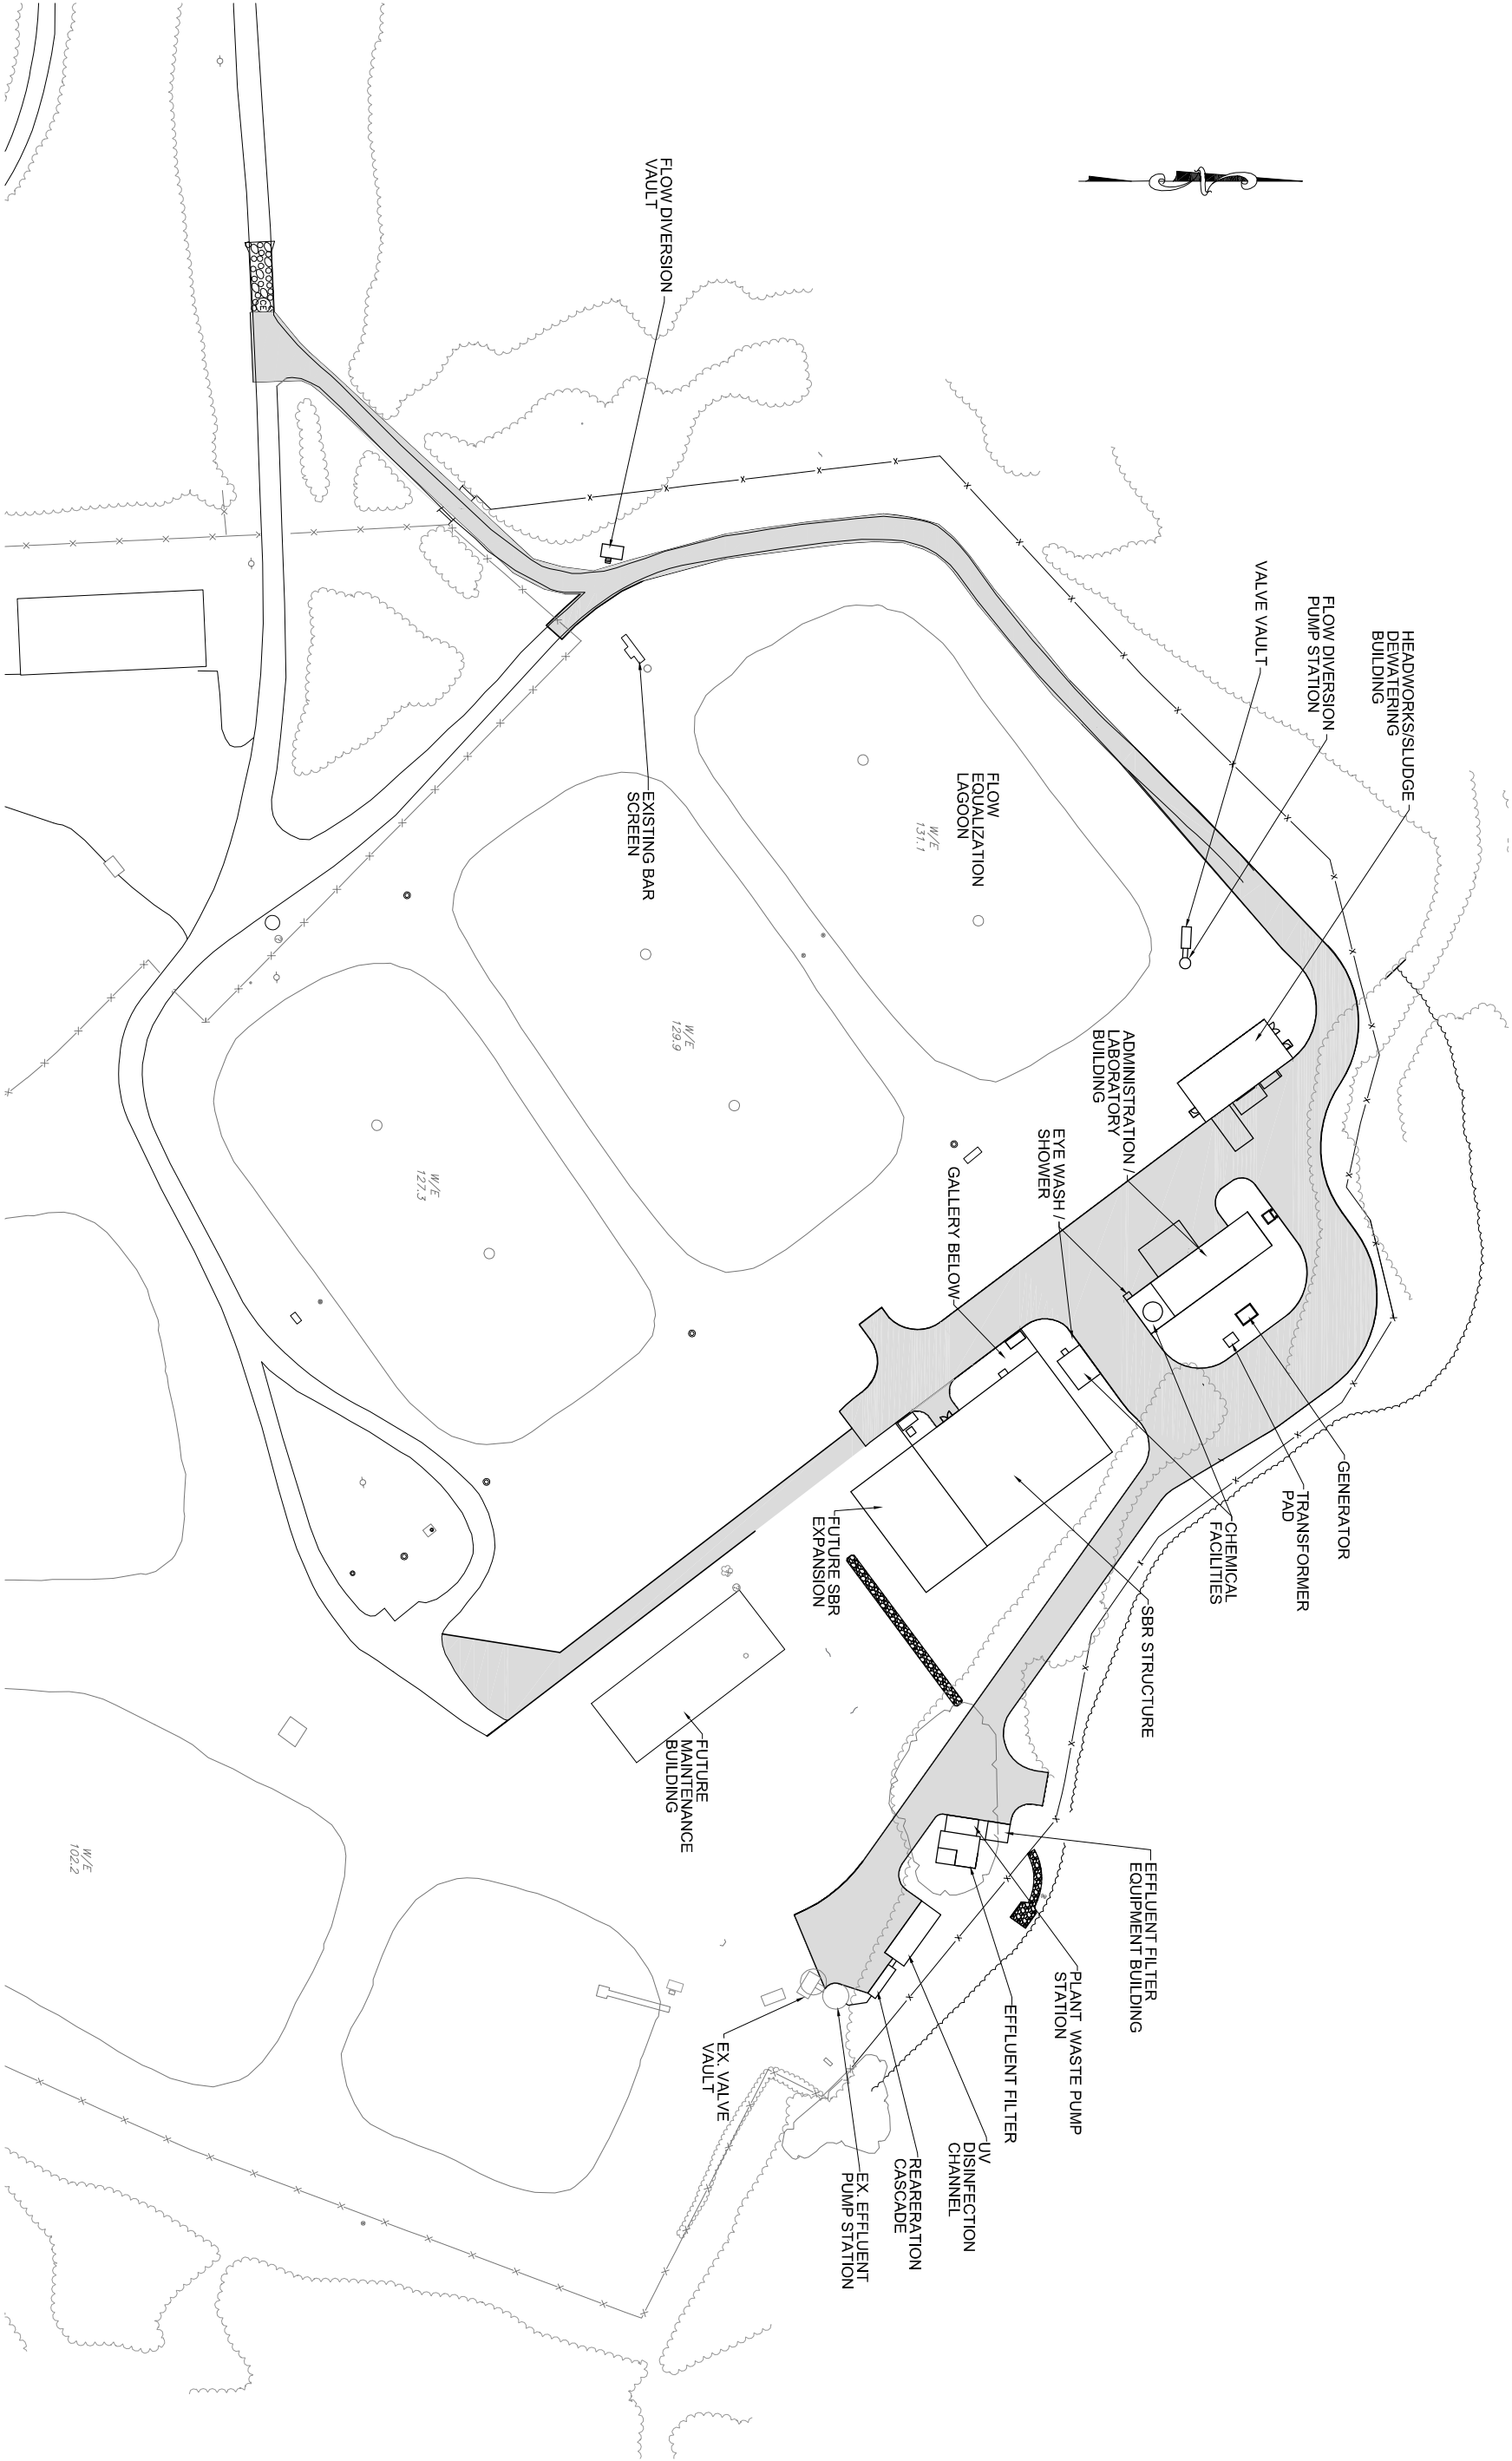 HEADWORKS/SLUDGE
DEWATERING
BUILDING
FLOW DIVERSION
PUMP STATION
VALVE VAULT
FLOW DIVERSION
VAULT
N
CE
FLOW
EQUALIZATION
LAGOON
W/E
131.1
EXISTING BAR
SCREEN
W/E
129.9
W/E
127.3
ADMINISTRATION /
LABORATORY
BUILDING
EYE WASH /
SHOWER
GALLERY BELOW
GENERATOR
TRANSFORMER
PAD
CHEMICAL
FACILITIES
SBR STRUCTURE
FUTURE SBR
EXPANSION
FUTURE
MAINTENANCE
BUILDING
W/E
102.2
EFFLUENT FILTER
EQUIPMENT BUILDING
PLANT WASTE PUMP
STATION
EFFLUENT FILTER
UV
DISINFECTION
CHANNEL
REARERATION
CASCADE
EX. EFFLUENT
PUMP STATION
EX. VALVE
VAULT